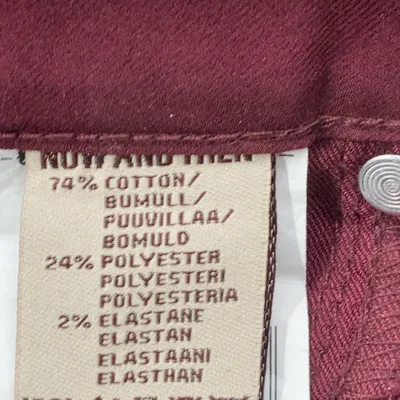 NOW AND THEN
74% COTTON/
BUMULL/
PUUVILLAA/
BOMULD
24% POLYESTER
POLYESTERI
POLYESTERIA
2% ELASTANE
ELASTAN
ELASTAANI
ELASTHAN